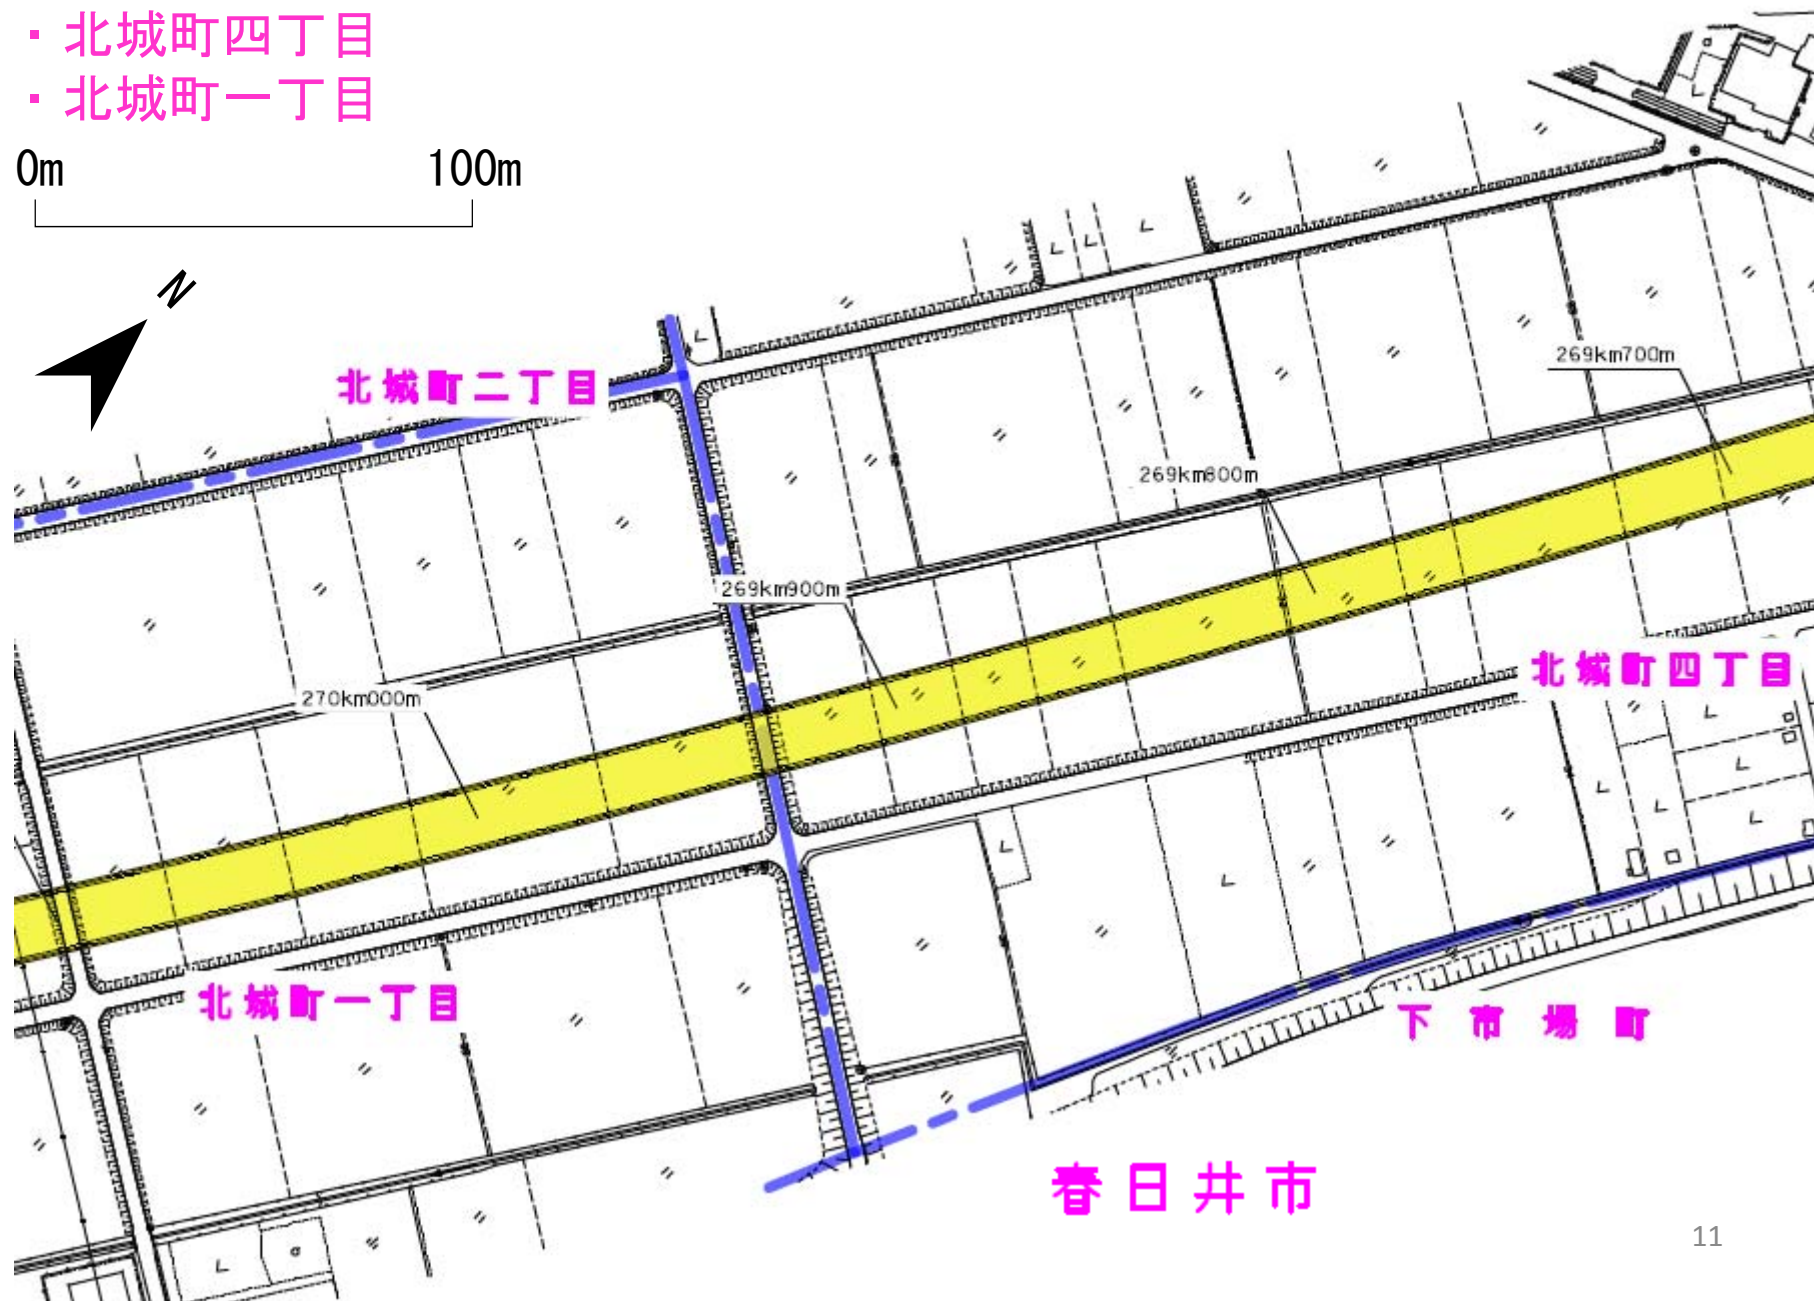 ・北城町四丁目
・北城町一丁目
0m 100m
N
北城町二丁目
269km700m
269km800m
269km900m
270km000m
北城町四丁目
北城町一丁目
下市場町
春日井市
11